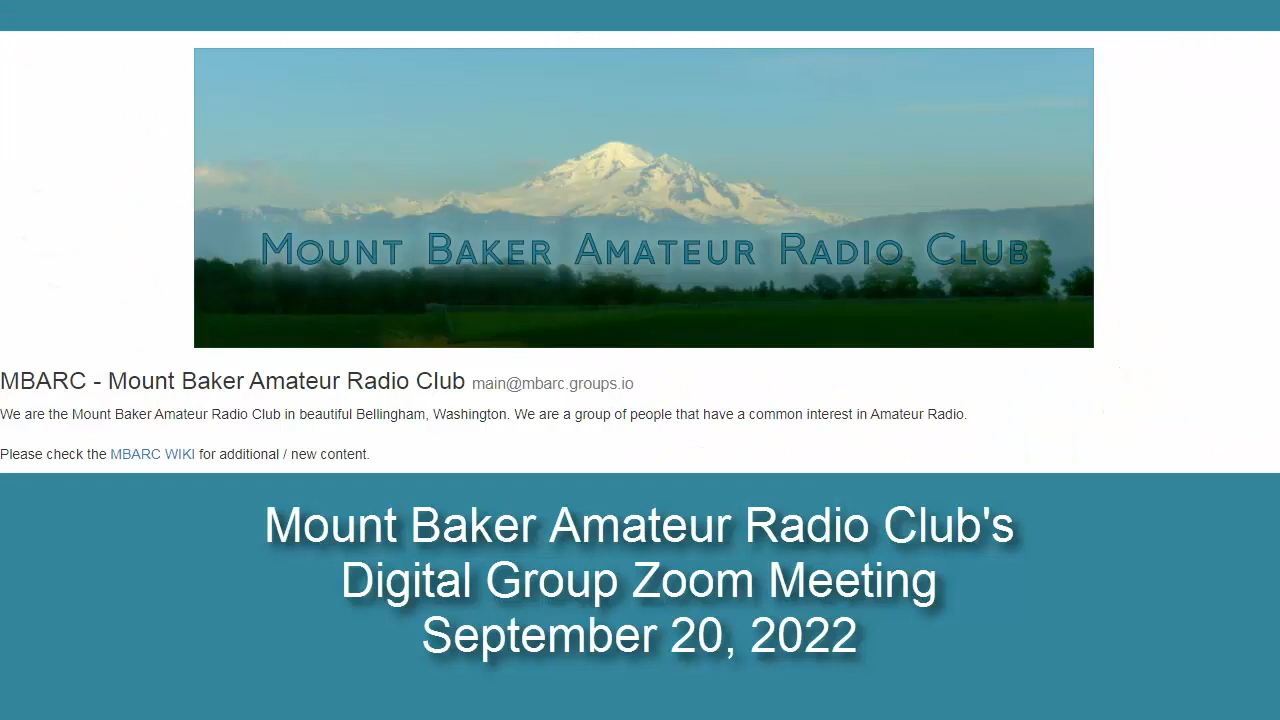 Mount Baker Amateur Radio Club
MBARC - Mount Baker Amateur Radio Club main@mbarc.groups.io
We are the Mount Baker Amateur Radio Club in beautiful Bellingham, Washington. We are a group of people that have a common interest in Amateur Radio.
Please check the MBARC WIKI for additional / new content.
Mount Baker Amateur Radio Club's
Digital Group Zoom Meeting
September 20, 2022